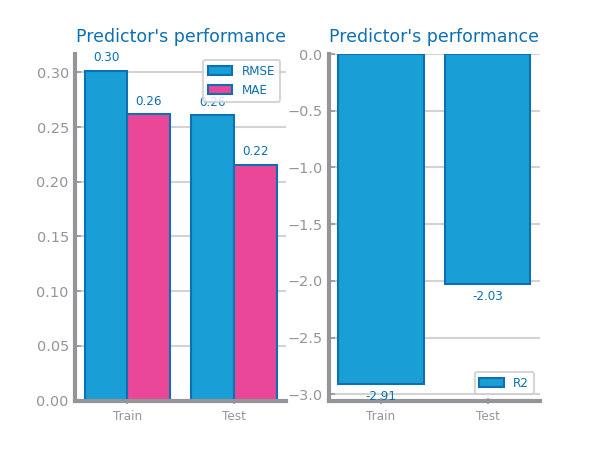 Predictor's performance
0.30
0.25
0.20
0.15
0.10
0.05
0.00
0.30
0.26
0.26
0.22
RMSE
MAE
Train
Test
Predictor's performance
0.0
−0.5
−1.0
−1.5
−2.0
−2.5
−3.0
-2.91
-2.03
R2
Train
Test